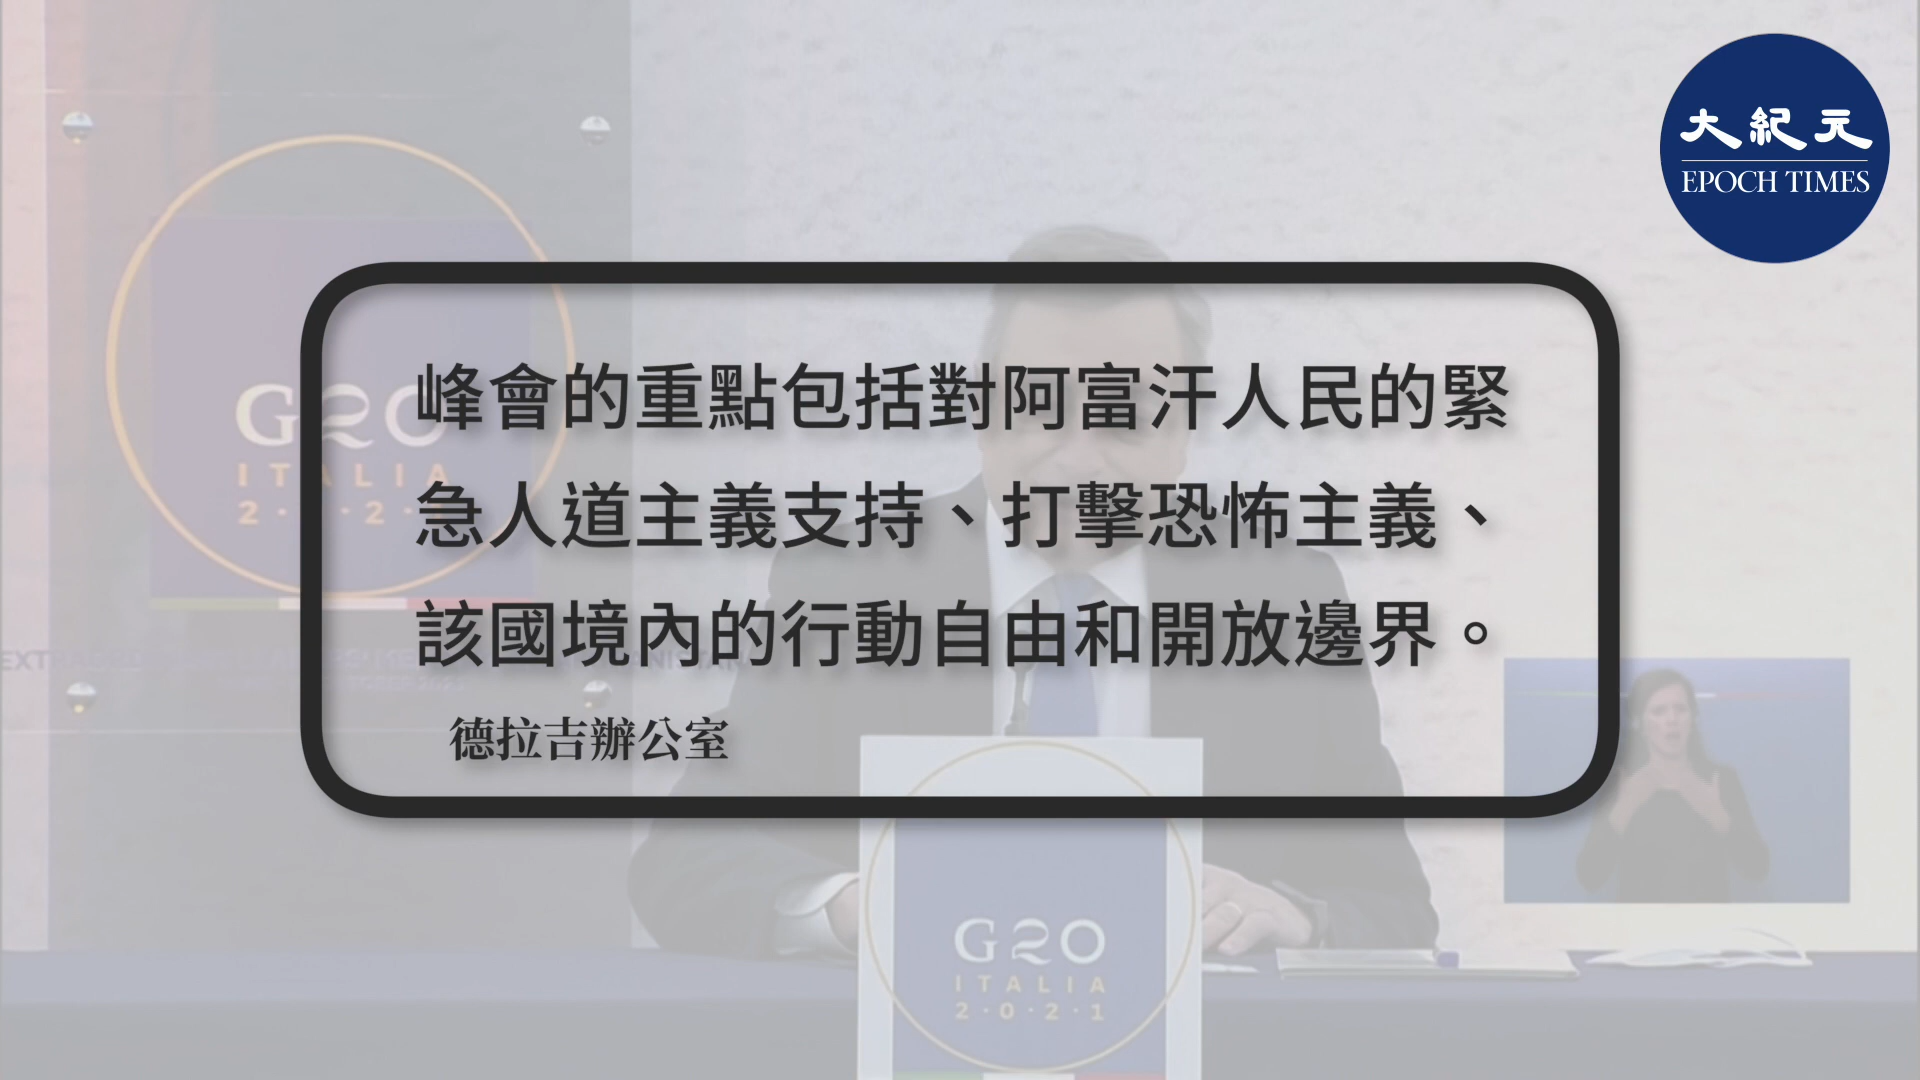 大紀元
EPOCH TIMES
峰會的重點包括對阿富汗人民的緊
急人道主義支持、打擊恐怖主義、
該國境內的行動自由和開放邊界。
德拉吉辦公室
G20
ITALIA
G20
ITALIA
2·0·2·1